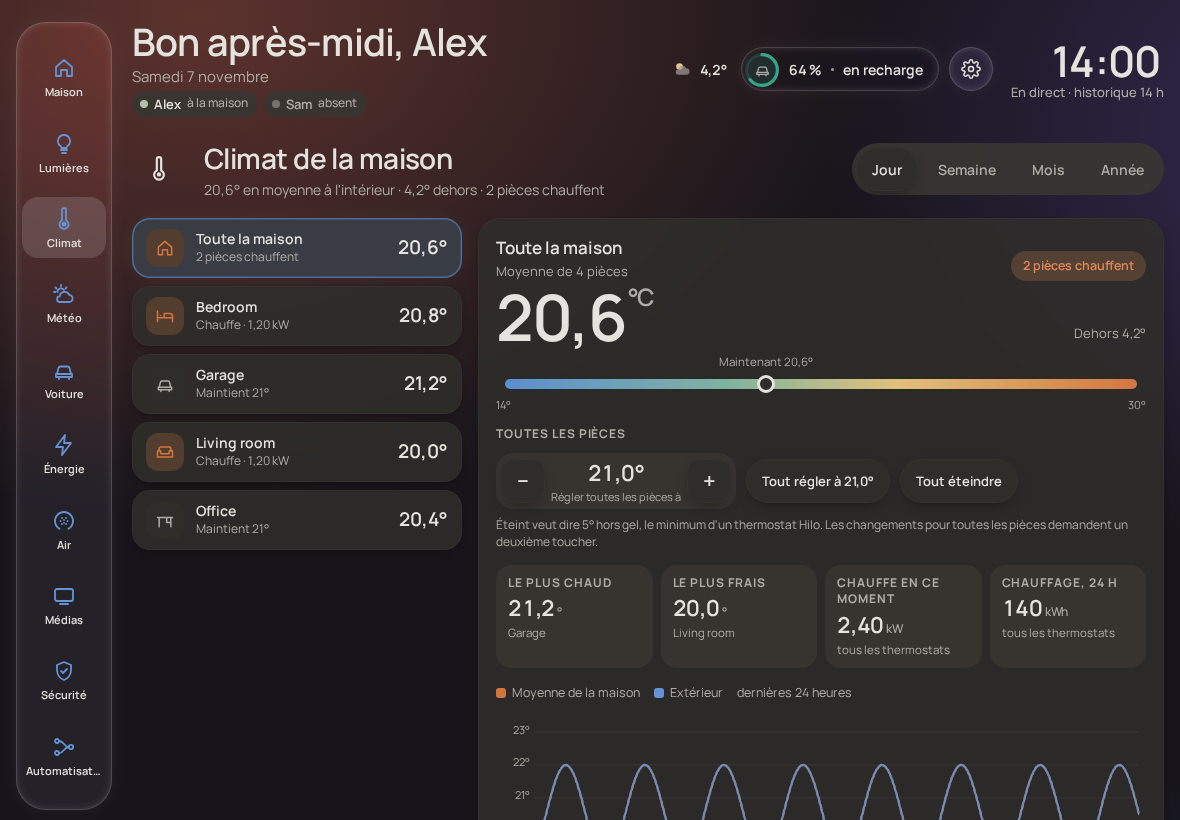 Bon après-midi, Alex
Samedi 7 novembre
Alex à la maison
Sam absent
4,2°
64 % · en recharge
14:00
En direct · historique 14 h
Maison
Lumières
Climat
Météo
Voiture
Énergie
Air
Médias
Sécurité
Automatisat…
Climat de la maison
20,6° en moyenne à l'intérieur · 4,2° dehors · 2 pièces chauffent
Jour
Semaine
Mois
Année
Toute la maison
2 pièces chauffent
20,6°
Bedroom
Chauffe · 1,20 kW
20,8°
Garage
Maintient 21°
21,2°
Living room
Chauffe · 1,20 kW
20,0°
Office
Maintient 21°
20,4°
Toute la maison
Moyenne de 4 pièces
20,6 °C
2 pièces chauffent
Dehors 4,2°
Maintenant 20,6°
14°
30°
TOUTES LES PIÈCES
−
21,0°
Régler toutes les pièces à
+
Tout régler à 21,0°
Tout éteindre
Éteint veut dire 5° hors gel, le minimum d'un thermostat Hilo. Les changements pour toutes les pièces demandent un
deuxième toucher.
LE PLUS CHAUD
21,2 °
Garage
LE PLUS FRAIS
20,0 °
Living room
CHAUFFE EN CE
MOMENT
2,40 kW
tous les thermostats
CHAUFFAGE, 24 H
140 kWh
tous les thermostats
Moyenne de la maison
Extérieur
dernières 24 heures
23°
22°
21°